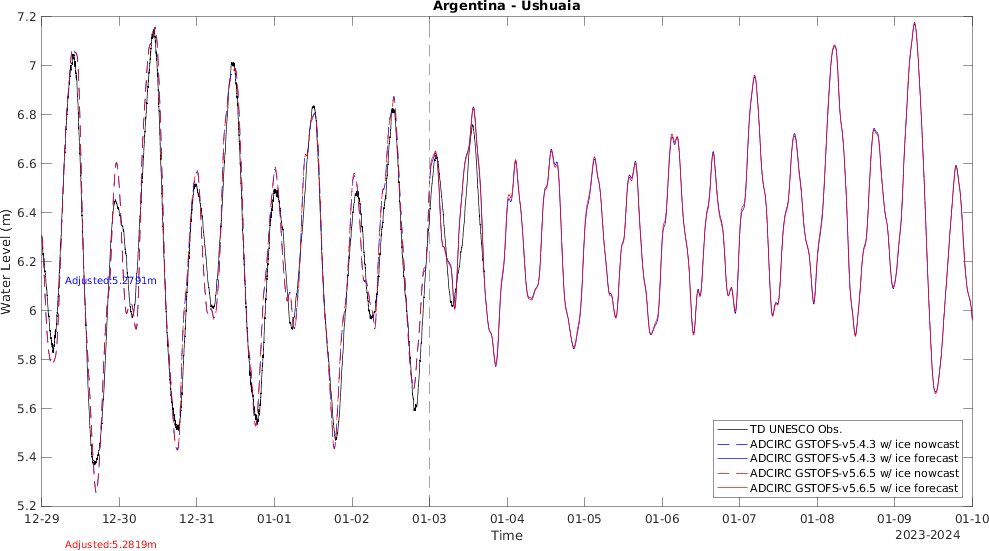 Argentina - Ushuaia
7.2
7
6.8
6.6
6.4
6.2
6
5.8
5.6
5.4
5.2
Water Level (m)
Adjusted:5.2791m
TD UNESCO Obs.
ADCIRC GSTOFS-v5.4.3 w/ ice nowcast
ADCIRC GSTOFS-v5.4.3 w/ ice forecast
ADCIRC GSTOFS-v5.6.5 w/ ice nowcast
ADCIRC GSTOFS-v5.6.5 w/ ice forecast
12-29 12-30 12-31 01-01 01-02 01-03 01-04 01-05 01-06 01-07 01-08 01-09 01-10
Time
2023-2024
Adjusted:5.2819m